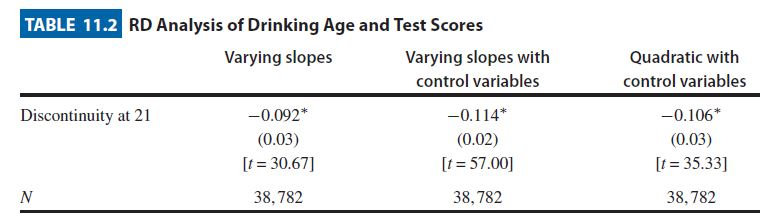 TABLE 11.2 RD Analysis of Drinking Age and Test Scores
Varying slopes Varying slopes with control variables Quadratic with control variables
Discontinuity at 21 −0.092* −0.114* −0.106*
(0.03) (0.02) (0.03)
[t = 30.67] [t = 57.00] [t = 35.33]
N 38,782 38,782 38,782